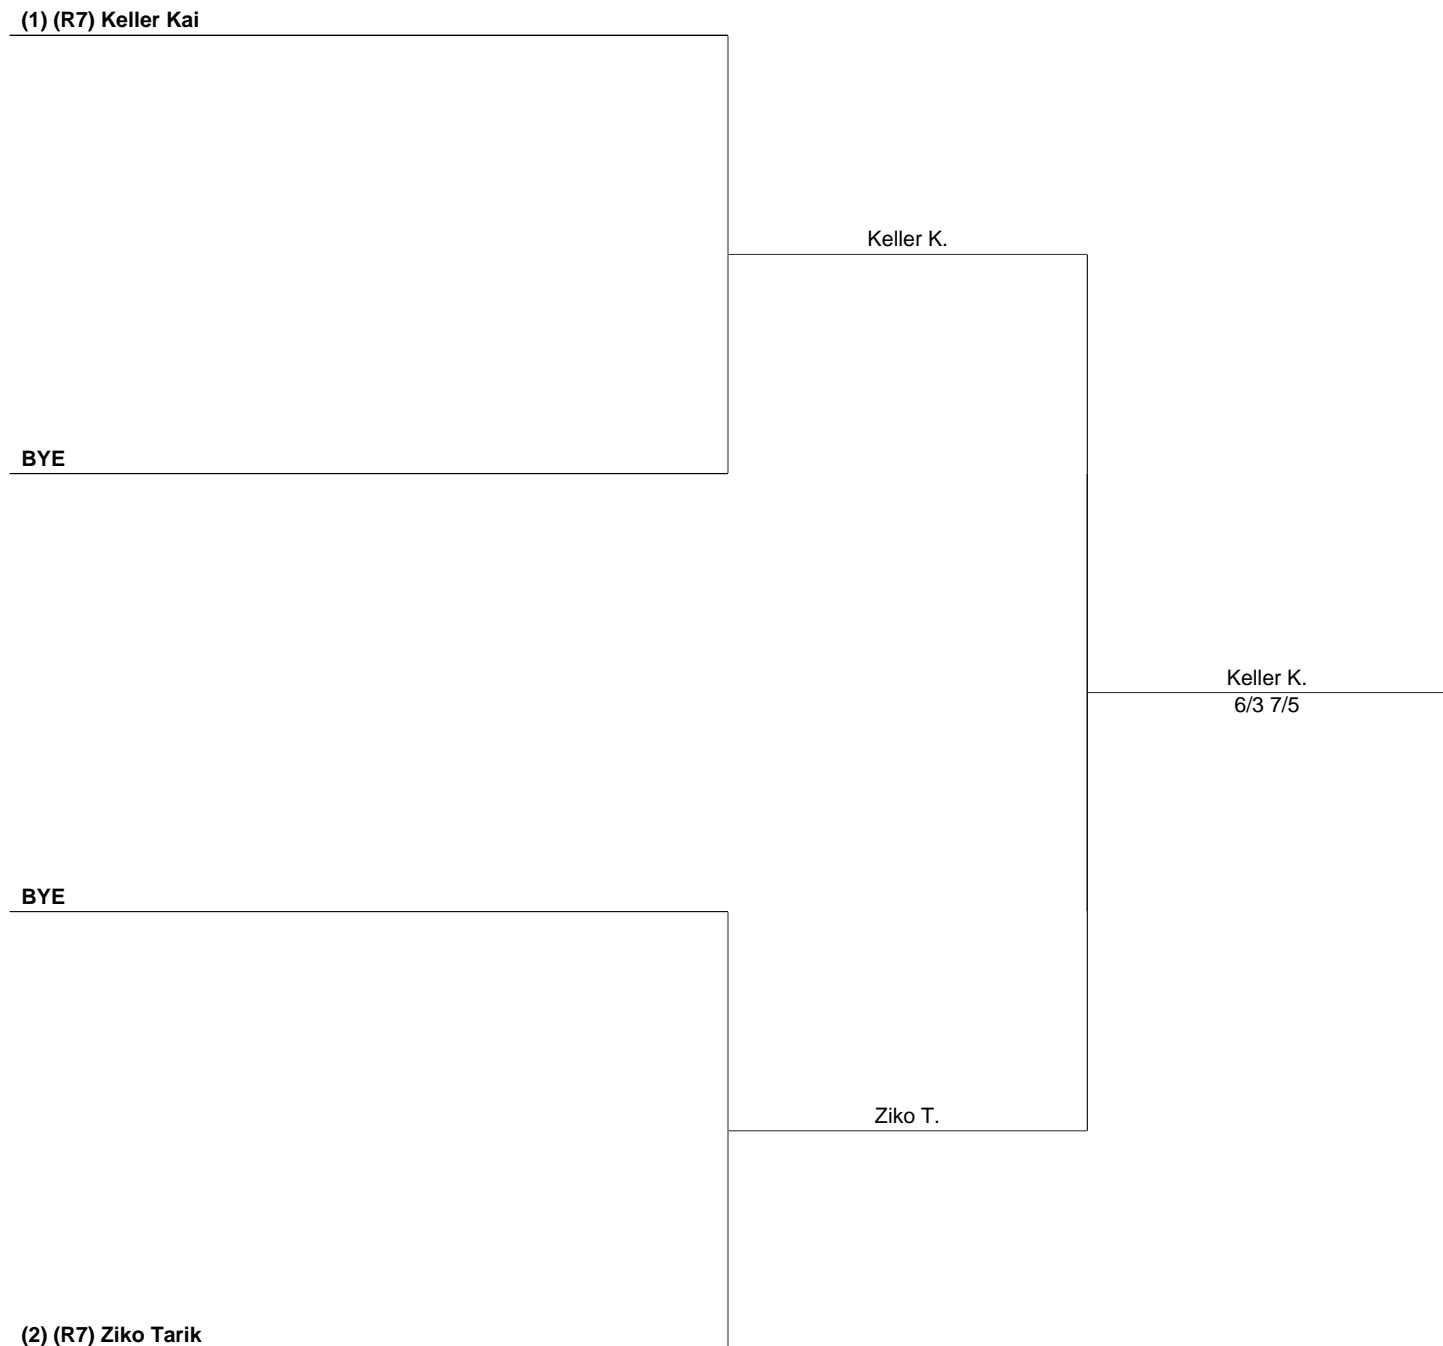 (1) (R7) Keller Kai
Keller K.
BYE
Keller K.
6/3 7/5
BYE
Ziko T.
(2) (R7) Ziko Tarik